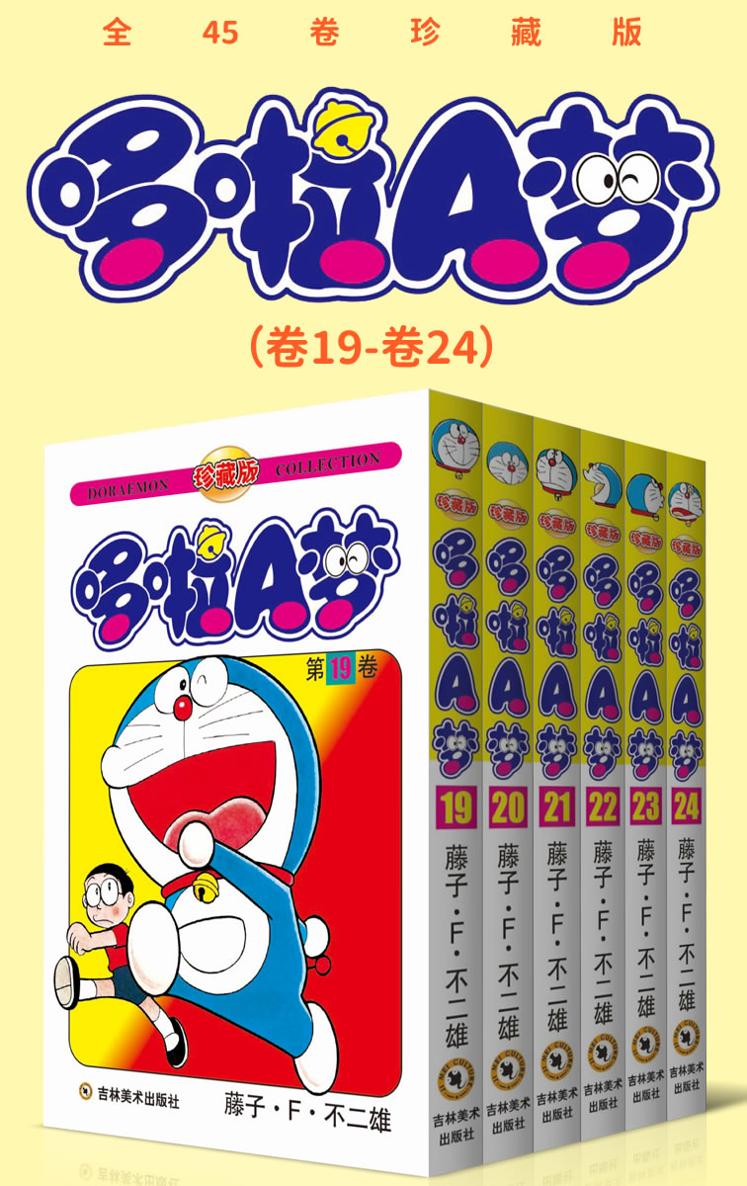 全45卷珍藏版
哆啦A梦
（卷19-卷24）
DORAEMON 珍藏版 COLLECTION
哆啦A梦
第19卷
吉林美术出版社
藤子·F·不二雄
珍藏版
哆啦A梦
19
藤子·F·不二雄
吉林美术
出版社
珍藏版
哆啦A梦
20
藤子·F·不二雄
吉林美术
出版社
珍藏版
哆啦A梦
21
藤子·F·不二雄
吉林美术
出版社
珍藏版
哆啦A梦
22
藤子·F·不二雄
吉林美术
出版社
珍藏版
哆啦A梦
23
藤子·F·不二雄
吉林美术
出版社
珍藏版
哆啦A梦
24
藤子·F·不二雄
吉林美术
出版社